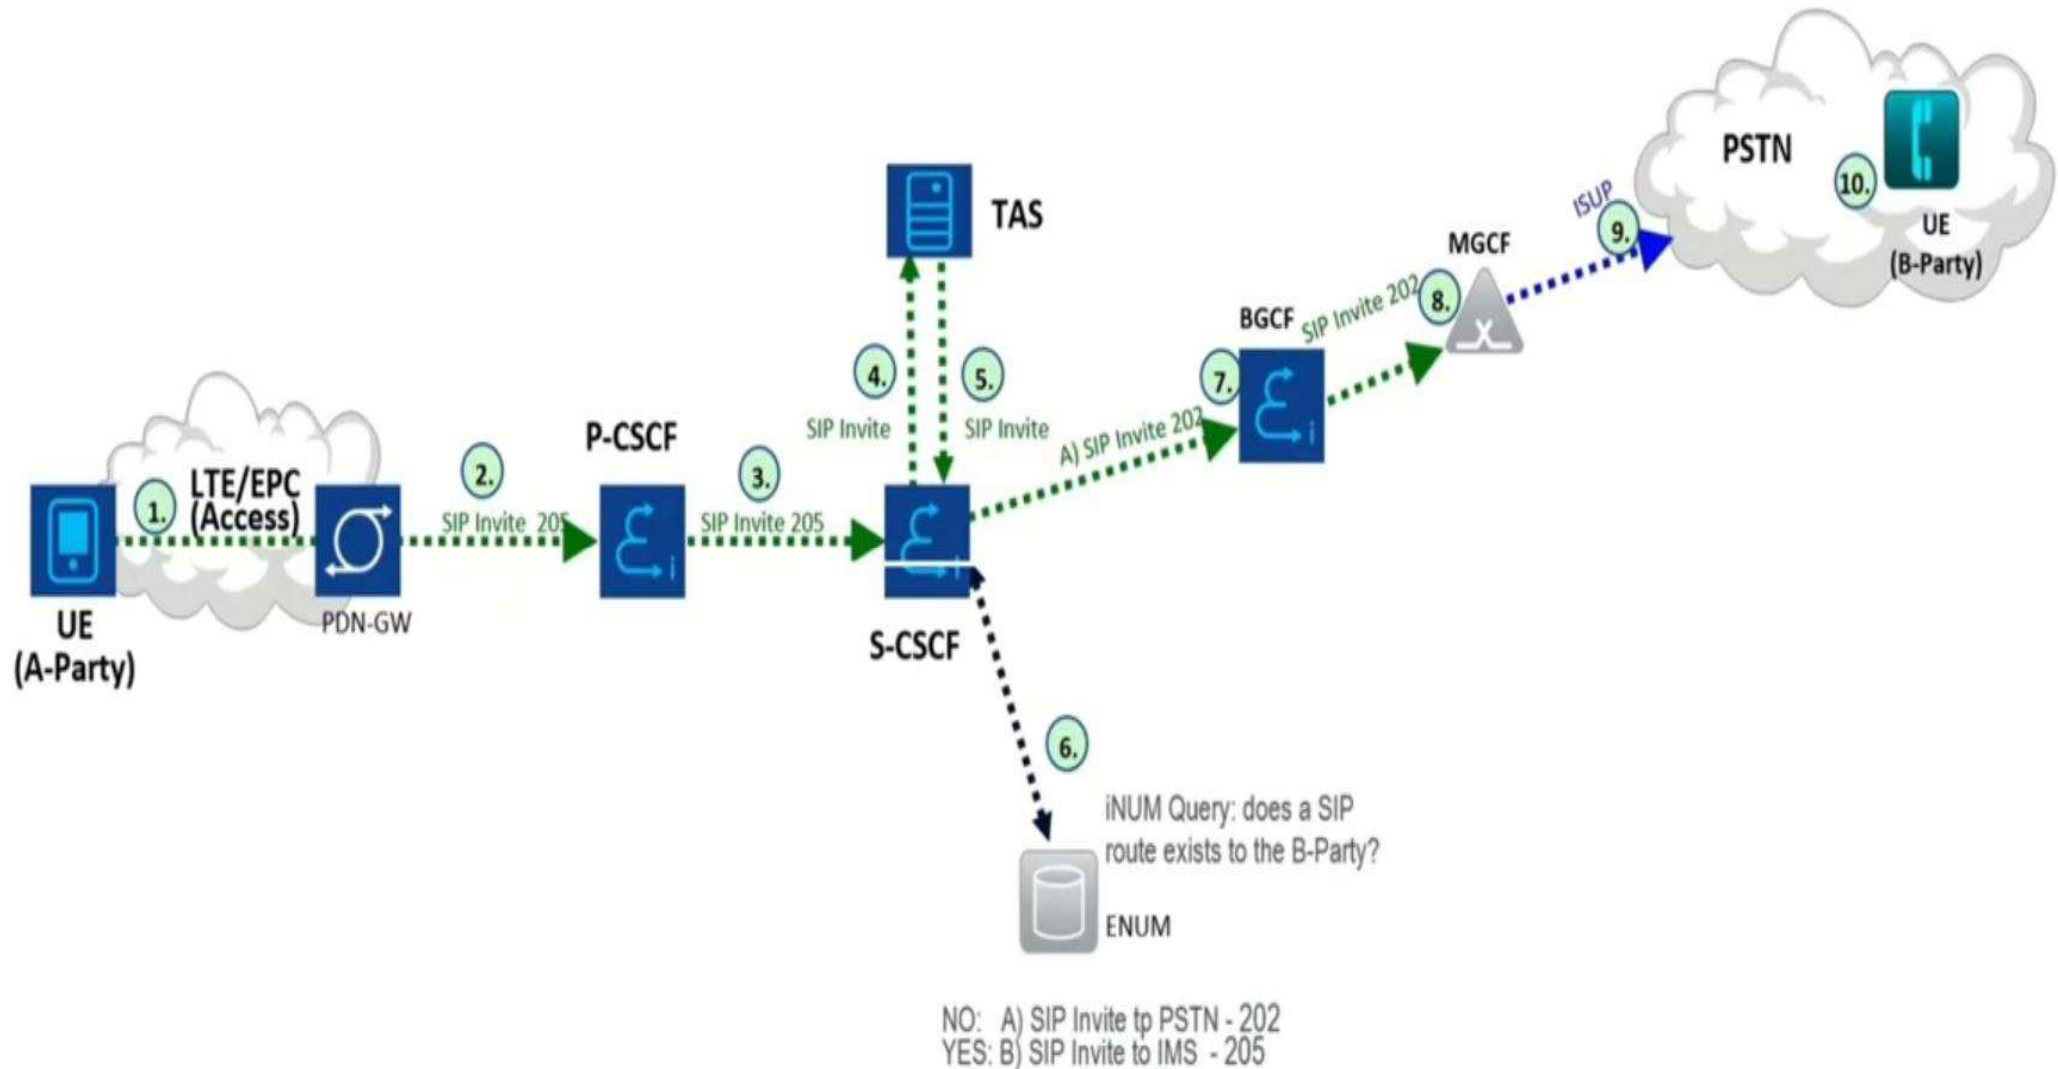 PSTN
10.
UE
(B-Party)
ISUP
9.
MGCF
8.
SIP Invite 202
BGCF
7.
A) SIP Invite 202
TAS
4.
5.
SIP Invite
SIP Invite
P-CSCF
3.
SIP Invite 205
2.
SIP Invite 205
LTE/EPC
(Access)
1.
PDN-GW
UE
(A-Party)
S-CSCF
6.
iNUM Query: does a SIP
route exists to the B-Party?
ENUM
NO: A) SIP Invite tp PSTN - 202
YES: B) SIP Invite to IMS - 205